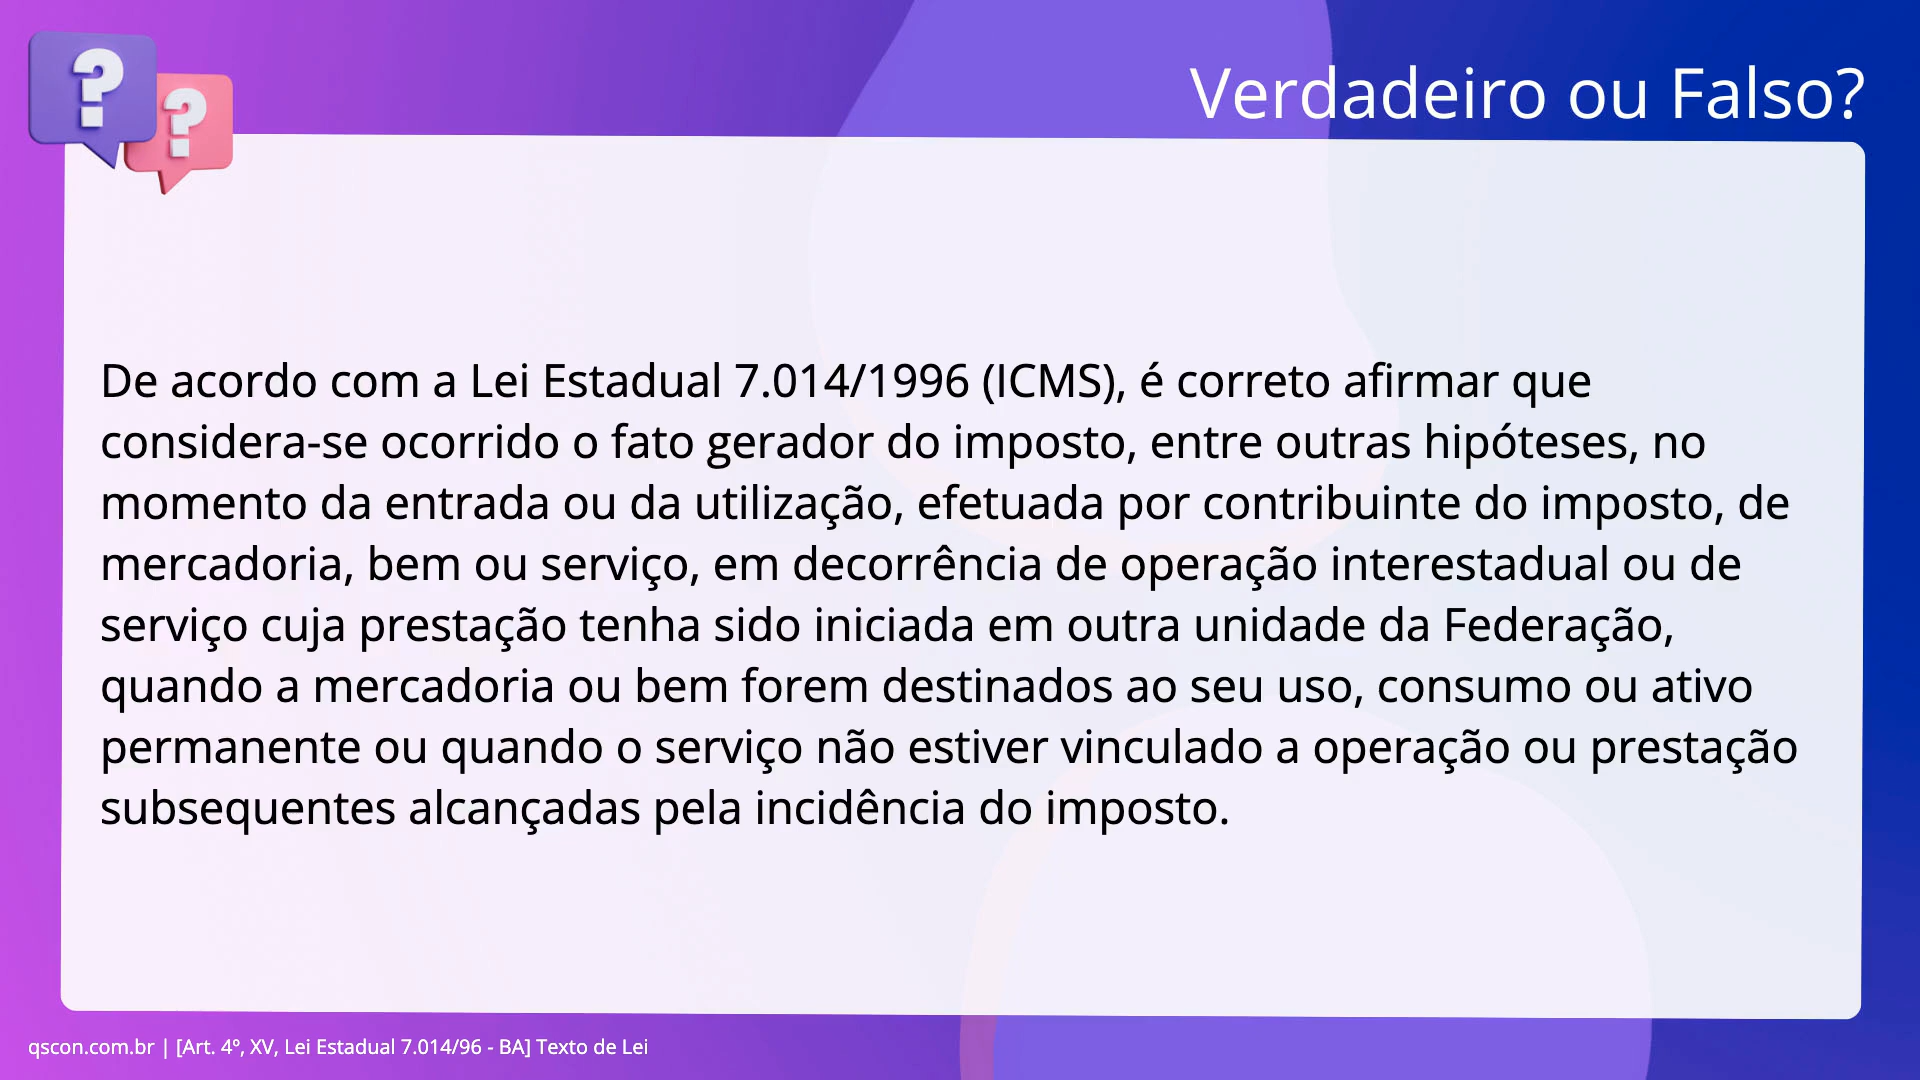 ? ?
Verdadeiro ou Falso?
De acordo com a Lei Estadual 7.014/1996 (ICMS), é correto afirmar que
considera-se ocorrido o fato gerador do imposto, entre outras hipóteses, no
momento da entrada ou da utilização, efetuada por contribuinte do imposto, de
mercadoria, bem ou serviço, em decorrência de operação interestadual ou de
serviço cuja prestação tenha sido iniciada em outra unidade da Federação,
quando a mercadoria ou bem forem destinados ao seu uso, consumo ou ativo
permanente ou quando o serviço não estiver vinculado a operação ou prestação
subsequentes alcançadas pela incidência do imposto.
qscon.com.br | [Art. 4º, XV, Lei Estadual 7.014/96 - BA] Texto de Lei